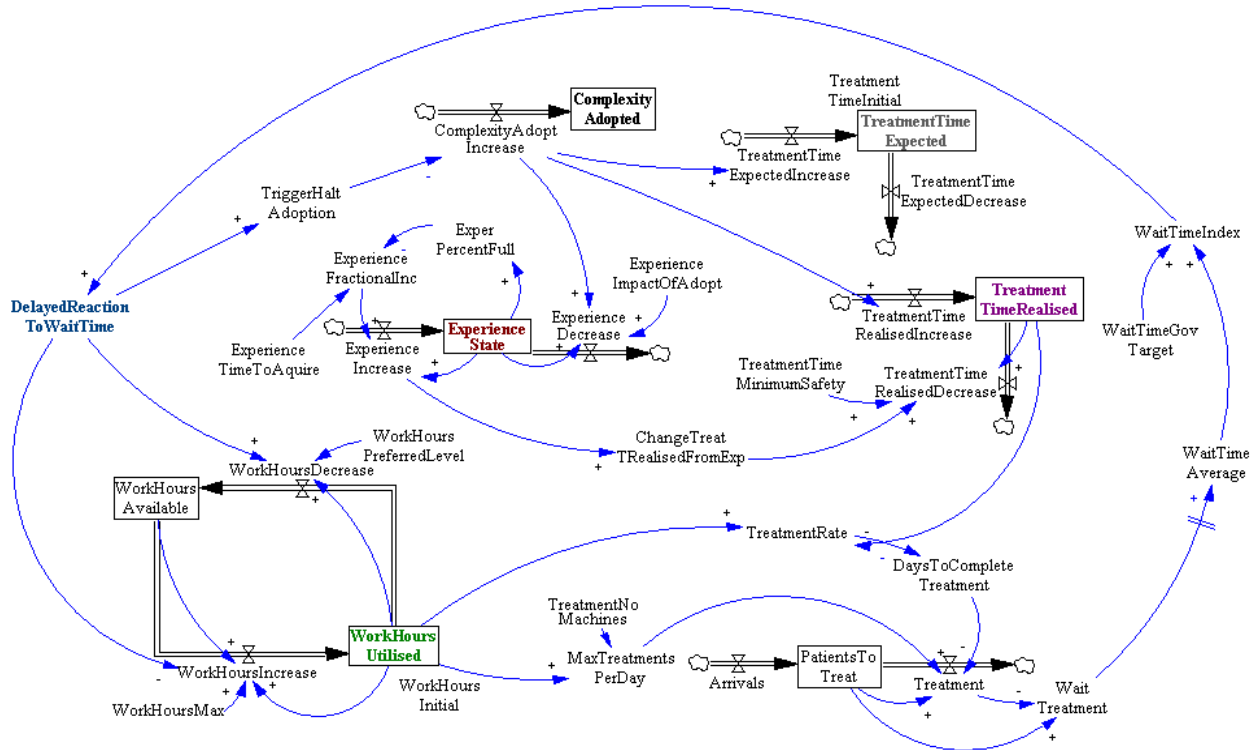 Complexity
Adopted
ComplexityAdopt
Increase
Treatment
TimeInitial
TreatmentTime
Expected
TreatmentTime
ExpectedIncrease
TreatmentTime
ExpectedDecrease
TriggerHalt
Adoption
WaitTimeIndex
Exper
PercentFull
Experience
FractionalInc
Experience
ImpactOfAdopt
DelayedReaction
ToWaitTime
Treatment
TimeRealised
TreatmentTime
RealisedIncrease
WaitTimeGov
Target
Experience
TimeToAquire
Experience
Increase
Experience
State
Experience
Decrease
TreatmentTime
MinimumSafety
TreatmentTime
RealisedDecrease
WorkHours
PreferredLevel
ChangeTreat
TRealisedFromExp
WaitTime
Average
WorkHoursDecrease
WorkHours
Available
TreatmentRate
DaysToComplete
Treatment
TreatmentNo
Machines
WorkHours
Utilised
MaxTreatments
PerDay
PatientsTo
Treat
Arrivals
Treatment
Wait
Treatment
WorkHoursIncrease
WorkHours
Initial
WorkHoursMax